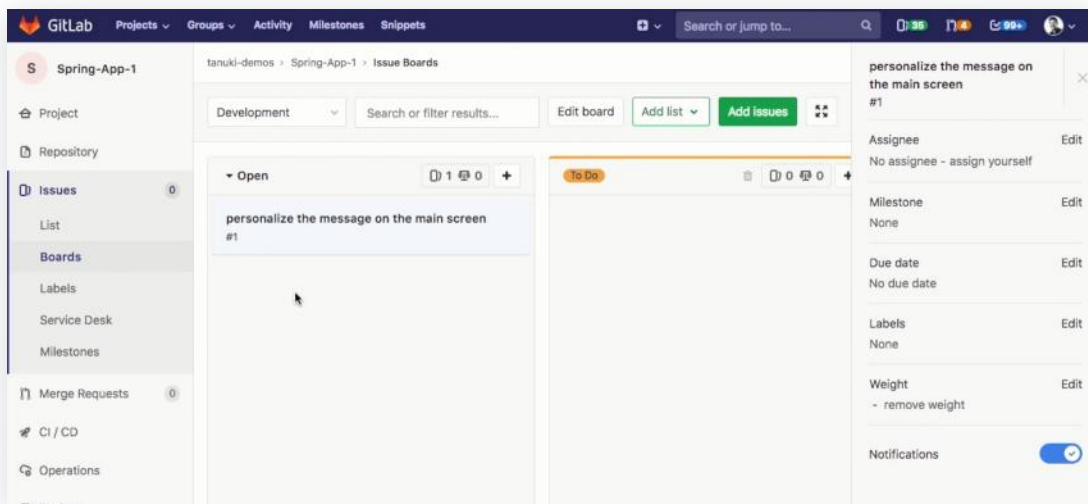 GitLab Projects Groups Activity Milestones Snippets Search or jump to... 35 4 99+
S Spring-App-1
Project
Repository
Issues 0
List
Boards
Labels
Service Desk
Milestones
Merge Requests 0
CI / CD
Operations
tanuki-demos > Spring-App-1 > Issue Boards
Development Search or filter results... Edit board Add list Add issues
Open 1 0 +
personalize the message on the main screen
#1
To Do 0 0 +
personalize the message on
the main screen
#1
Assignee Edit
No assignee - assign yourself
Milestone Edit
None
Due date Edit
No due date
Labels Edit
None
Weight Edit
- remove weight
Notifications